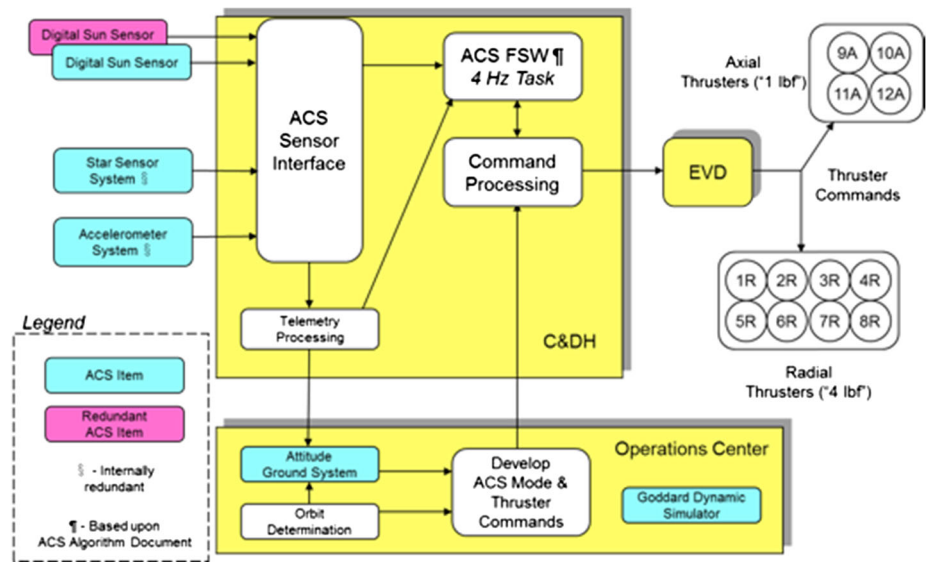 Digital Sun Sensor
Digital Sun Sensor
Star Sensor
System §
Accelerometer
System §
ACS
Sensor
Interface
ACS FSW ¶
4 Hz Task
Command
Processing
Telemetry
Processing
C&DH
EVD
Axial
Thrusters ("1 lbf")
9A 10A
11A 12A
Thruster
Commands
1R 2R 3R 4R
5R 6R 7R 8R
Radial
Thrusters ("4 lbf")
Legend
ACS Item
Redundant
ACS Item
§ - Internally
redundant
¶ - Based upon
ACS Algorithm Document
Operations Center
Attitude
Ground System
Orbit
Determination
Develop
ACS Mode &
Thruster
Commands
Goddard Dynamic
Simulator